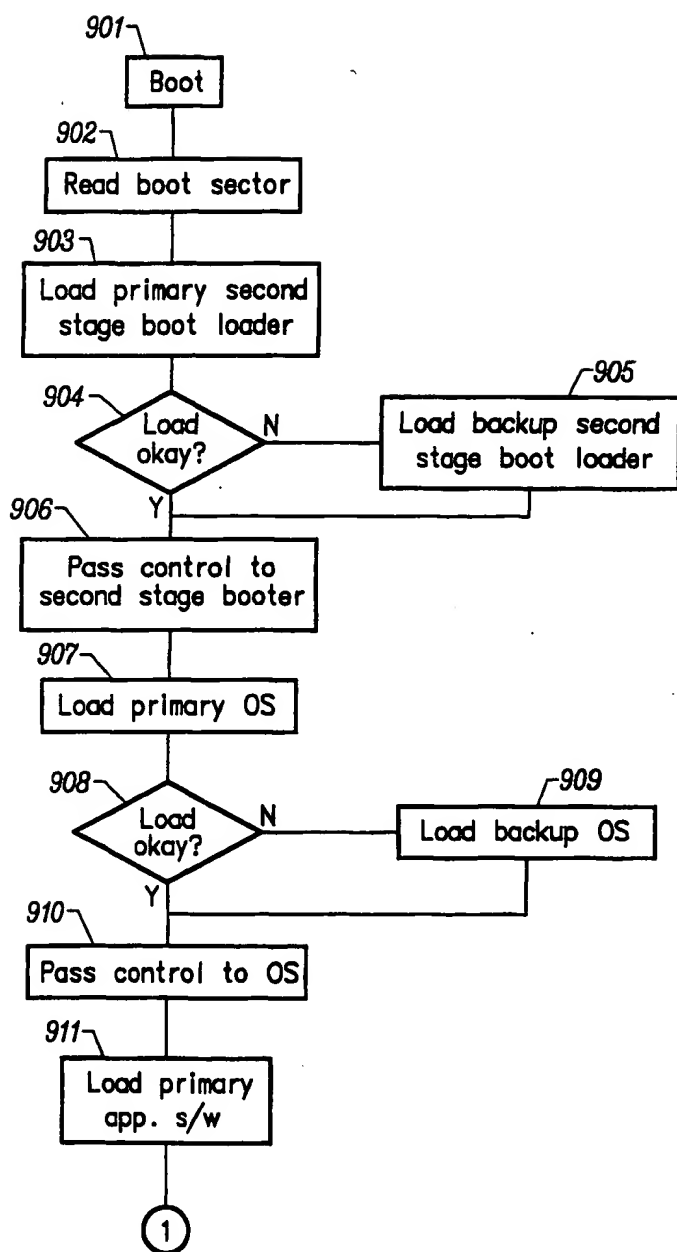 901
Boot
902
Read boot sector
903
Load primary second
stage boot loader
904
Load
okay?
N
Y
905
Load backup second
stage boot loader
906
Pass control to
second stage booter
907
Load primary OS
908
Load
okay?
N
Y
909
Load backup OS
910
Pass control to OS
911
Load primary
app. s/w
1